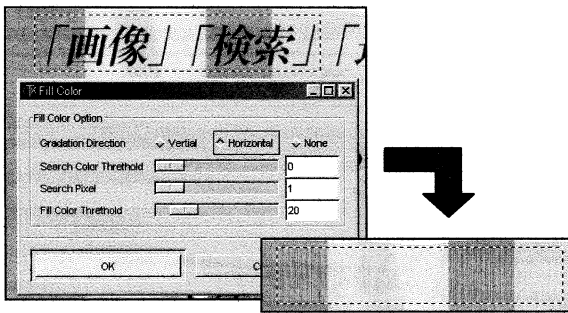 「画像」「検索」「
Fill Color
Fill Color Option
Gradation Direction Vertial Horizontal None
Search Color Threthold 0
Search Pixel 1
Fill Color Threthold 20
OK C